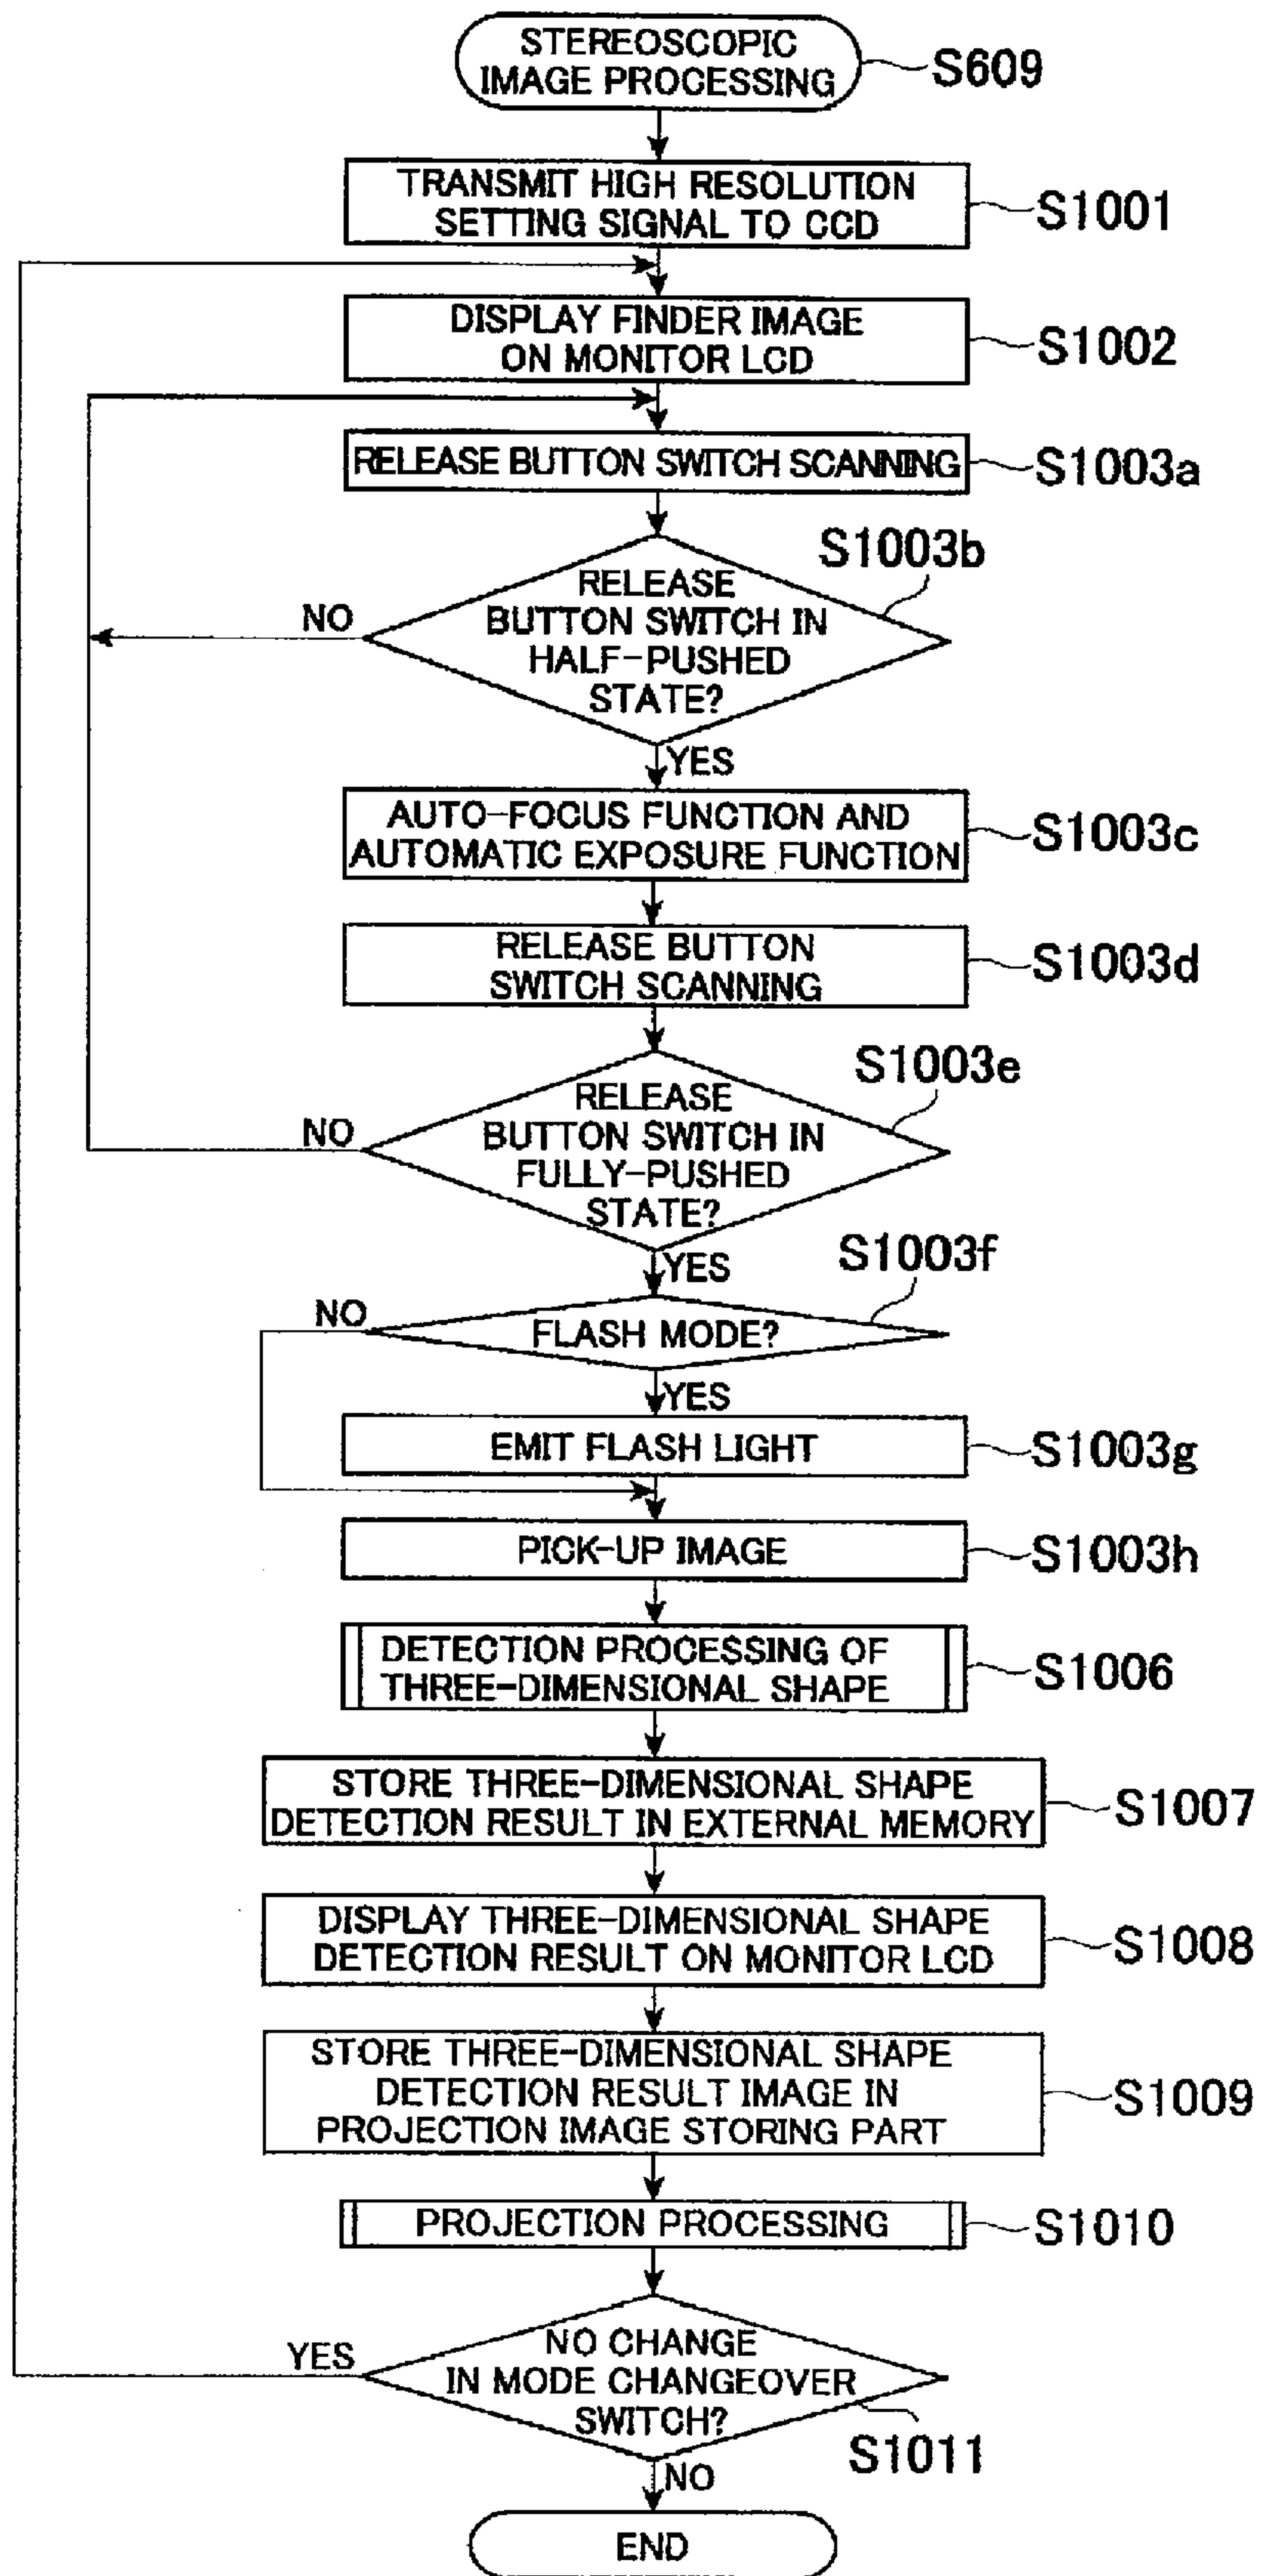 STEREOSCOPIC
IMAGE PROCESSING
S609
TRANSMIT HIGH RESOLUTION
SETTING SIGNAL TO CCD
S1001
DISPLAY FINDER IMAGE
ON MONITOR LCD
S1002
RELEASE BUTTON SWITCH SCANNING
S1003a
S1003b
RELEASE
BUTTON SWITCH IN
HALF-PUSHED
STATE?
NO
YES
AUTO-FOCUS FUNCTION AND
AUTOMATIC EXPOSURE FUNCTION
S1003c
RELEASE BUTTON
SWITCH SCANNING
S1003d
S1003e
RELEASE
BUTTON SWITCH IN
FULLY-PUSHED
STATE?
NO
YES
S1003f
FLASH MODE?
NO
YES
EMIT FLASH LIGHT
S1003g
PICK-UP IMAGE
S1003h
DETECTION PROCESSING OF
THREE-DIMENSIONAL SHAPE
S1006
STORE THREE-DIMENSIONAL SHAPE
DETECTION RESULT IN EXTERNAL MEMORY
S1007
DISPLAY THREE-DIMENSIONAL SHAPE
DETECTION RESULT ON MONITOR LCD
S1008
STORE THREE-DIMENSIONAL SHAPE
DETECTION RESULT IMAGE IN
PROJECTION IMAGE STORING PART
S1009
PROJECTION PROCESSING
S1010
NO CHANGE
IN MODE CHANGEOVER
SWITCH?
YES
S1011
NO
END